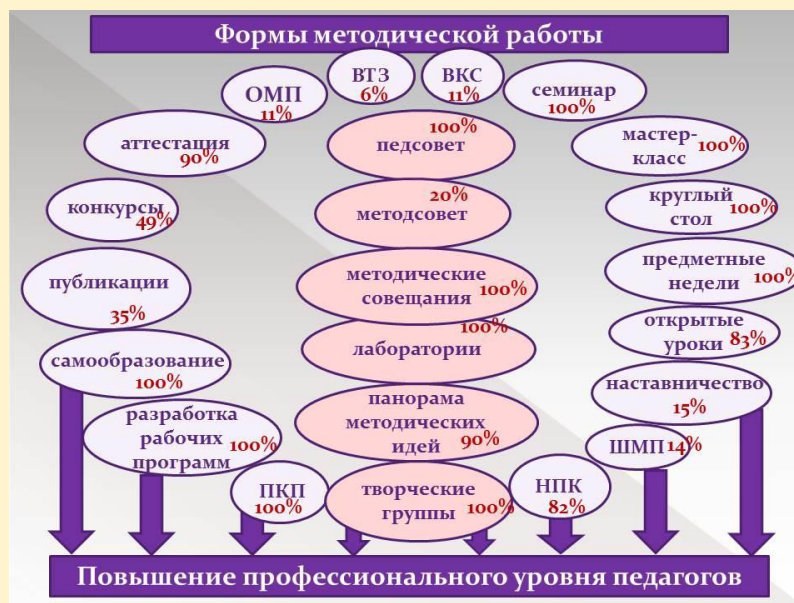 Формы методической работы
ВТЗ
6%
ВКС
11%
ОМП
11%
семинар
100%
аттестация
90%
педсовет
100%
мастер-
класс 100%
конкурсы
49%
методсовет
20%
круглый
стол 100%
публикации
35%
методические
совещания 100%
предметные
недели 100%
самообразование
100%
лаборатории
100%
открытые
уроки 83%
разработка
рабочих
программ 100%
панорама
методических
идей 90%
наставничество
15%
ШМП 14%
ПКП
100%
творческие
группы 100%
НПК
82%
Повышение профессионального уровня педагогов